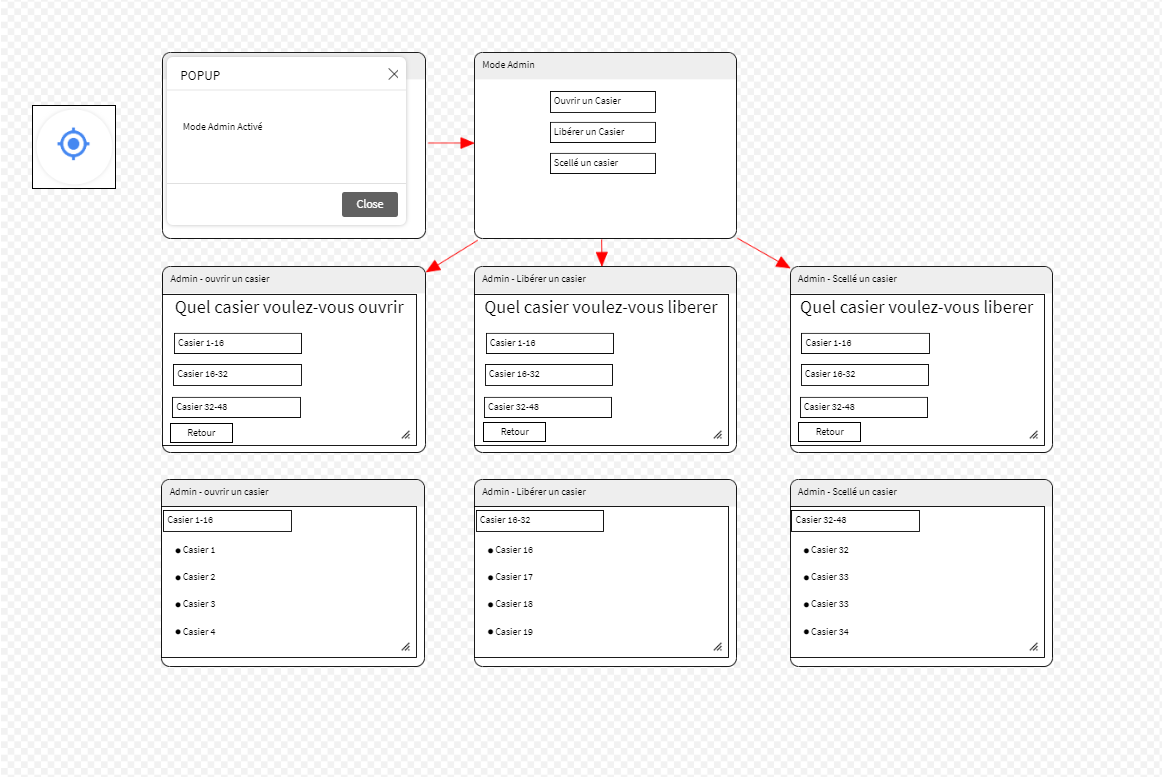 POPUP
Mode Admin Activé
Close
Mode Admin
Ouvrir un Casier
Libérer un Casier
Scellé un casier
Admin - ouvrir un casier
Quel casier voulez-vous ouvrir
Casier 1-16
Casier 16-32
Casier 32-48
Retour
Admin - Libérer un casier
Quel casier voulez-vous liberer
Casier 1-16
Casier 16-32
Casier 32-48
Retour
Admin - Scellé un casier
Quel casier voulez-vous liberer
Casier 1-16
Casier 16-32
Casier 32-48
Retour
Admin - ouvrir un casier
Casier 1-16
Casier 1
Casier 2
Casier 3
Casier 4
Admin - Libérer un casier
Casier 16-32
Casier 16
Casier 17
Casier 18
Casier 19
Admin - Scellé un casier
Casier 32-48
Casier 32
Casier 33
Casier 33
Casier 34